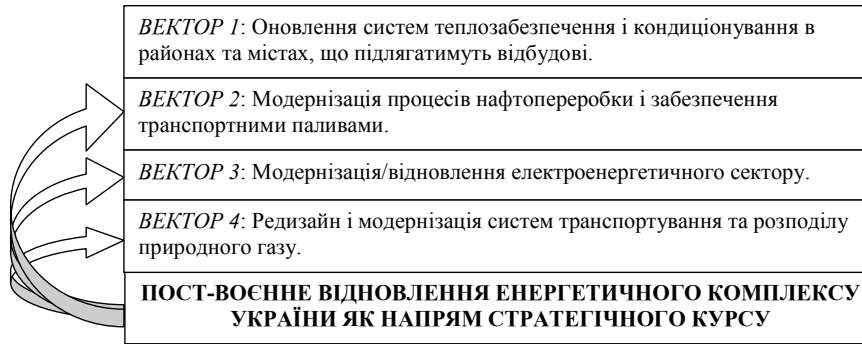 ВЕКТОР 1: Оновлення систем теплозабезпечення і кондиціонування в
районах та містах, що підлягатимуть відбудові.
ВЕКТОР 2: Модернізація процесів нафтопереробки і забезпечення
транспортними паливами.
ВЕКТОР 3: Модернізація/відновлення електроенергетичного сектору.
ВЕКТОР 4: Редизайн і модернізація систем транспортування та розподілу
природного газу.
ПОСТ-ВОЄННЕ ВІДНОВЛЕННЯ ЕНЕРГЕТИЧНОГО КОМПЛЕКСУ
УКРАЇНИ ЯК НАПРЯМ СТРАТЕГІЧНОГО КУРСУ